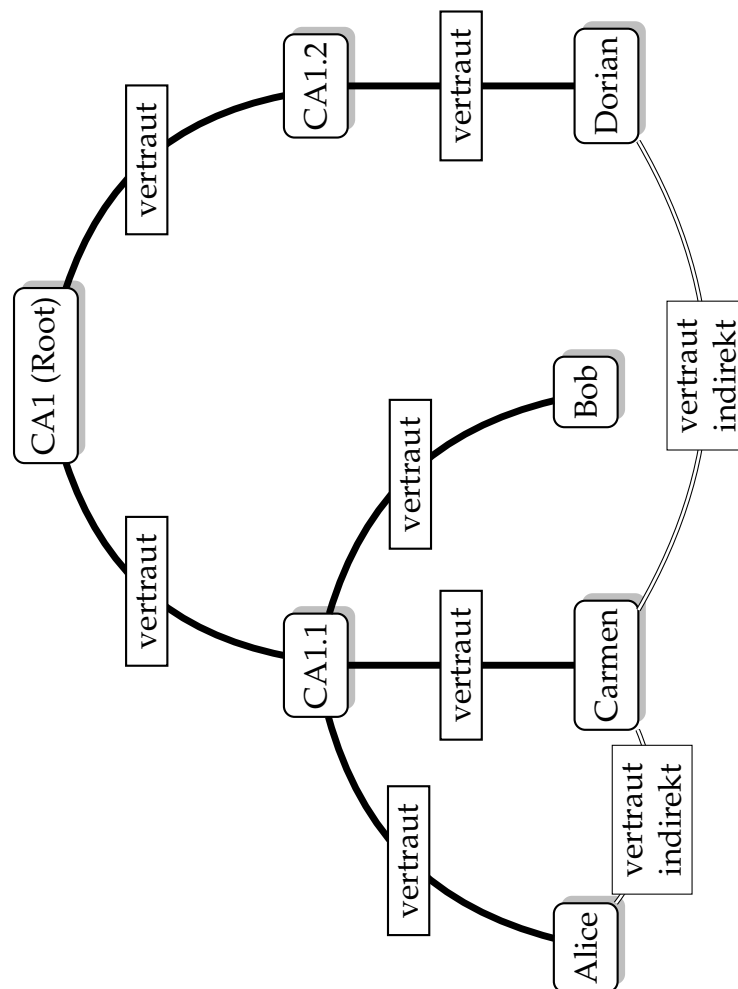 CA1 (Root)
vertraut
vertraut
CA1.1
CA1.2
vertraut
vertraut
vertraut
vertraut
Alice
Carmen
Bob
Dorian
vertraut
indirekt
vertraut
indirekt